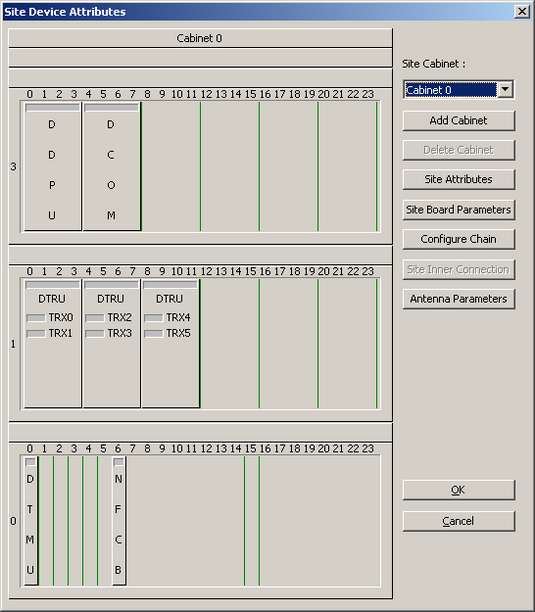 Site Device Attributes
Cabinet 0
Site Cabinet :
Cabinet 0
Add Cabinet
Delete Cabinet
Site Attributes
Site Board Parameters
Configure Chain
Site Inner Connection
Antenna Parameters
OK
Cancel
0 1 2 3 4 5 6 7 8 9 10 11 12 13 14 15 16 17 18 19 20 21 22 23
3
DDPU
DCOM
0 1 2 3 4 5 6 7 8 9 10 11 12 13 14 15 16 17 18 19 20 21 22 23
1
DTRU DTRU DTRU
TRX0 TRX2 TRX4
TRX1 TRX3 TRX5
0 1 2 3 4 5 6 7 8 9 10 11 12 13 14 15 16 17 18 19 20 21 22 23
0
DTMU
NFCB